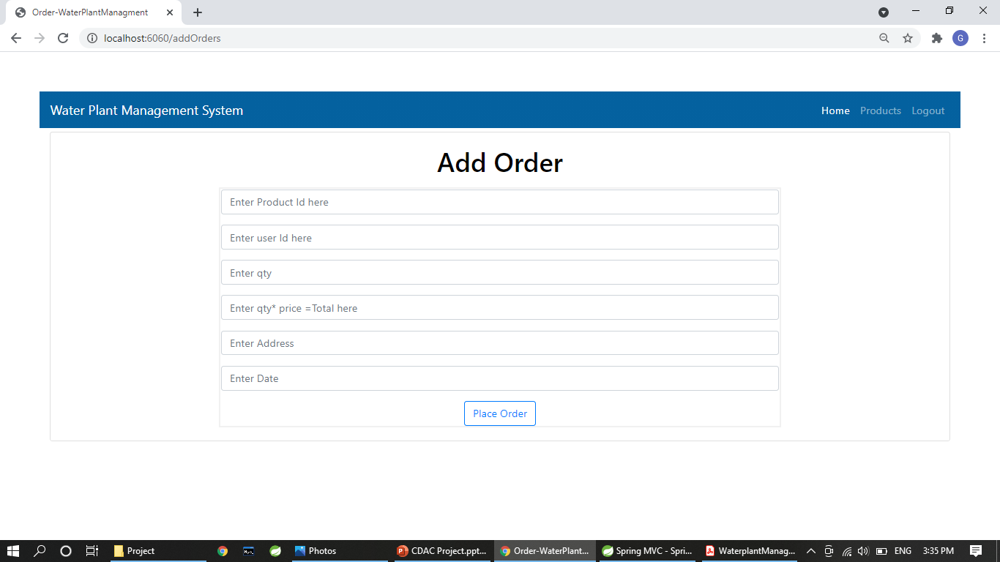 Order-WaterPlantManagment
localhost:6060/addOrders
G
Water Plant Management System
Home Products Logout
Add Order
Enter Product Id here
Enter user Id here
Enter qty
Enter qty* price =Total here
Enter Address
Enter Date
Place Order
Project Photos CDAC Project.ppt... Order-WaterPlant... Spring MVC - Spri... WaterplantManag... ENG 3:35 PM